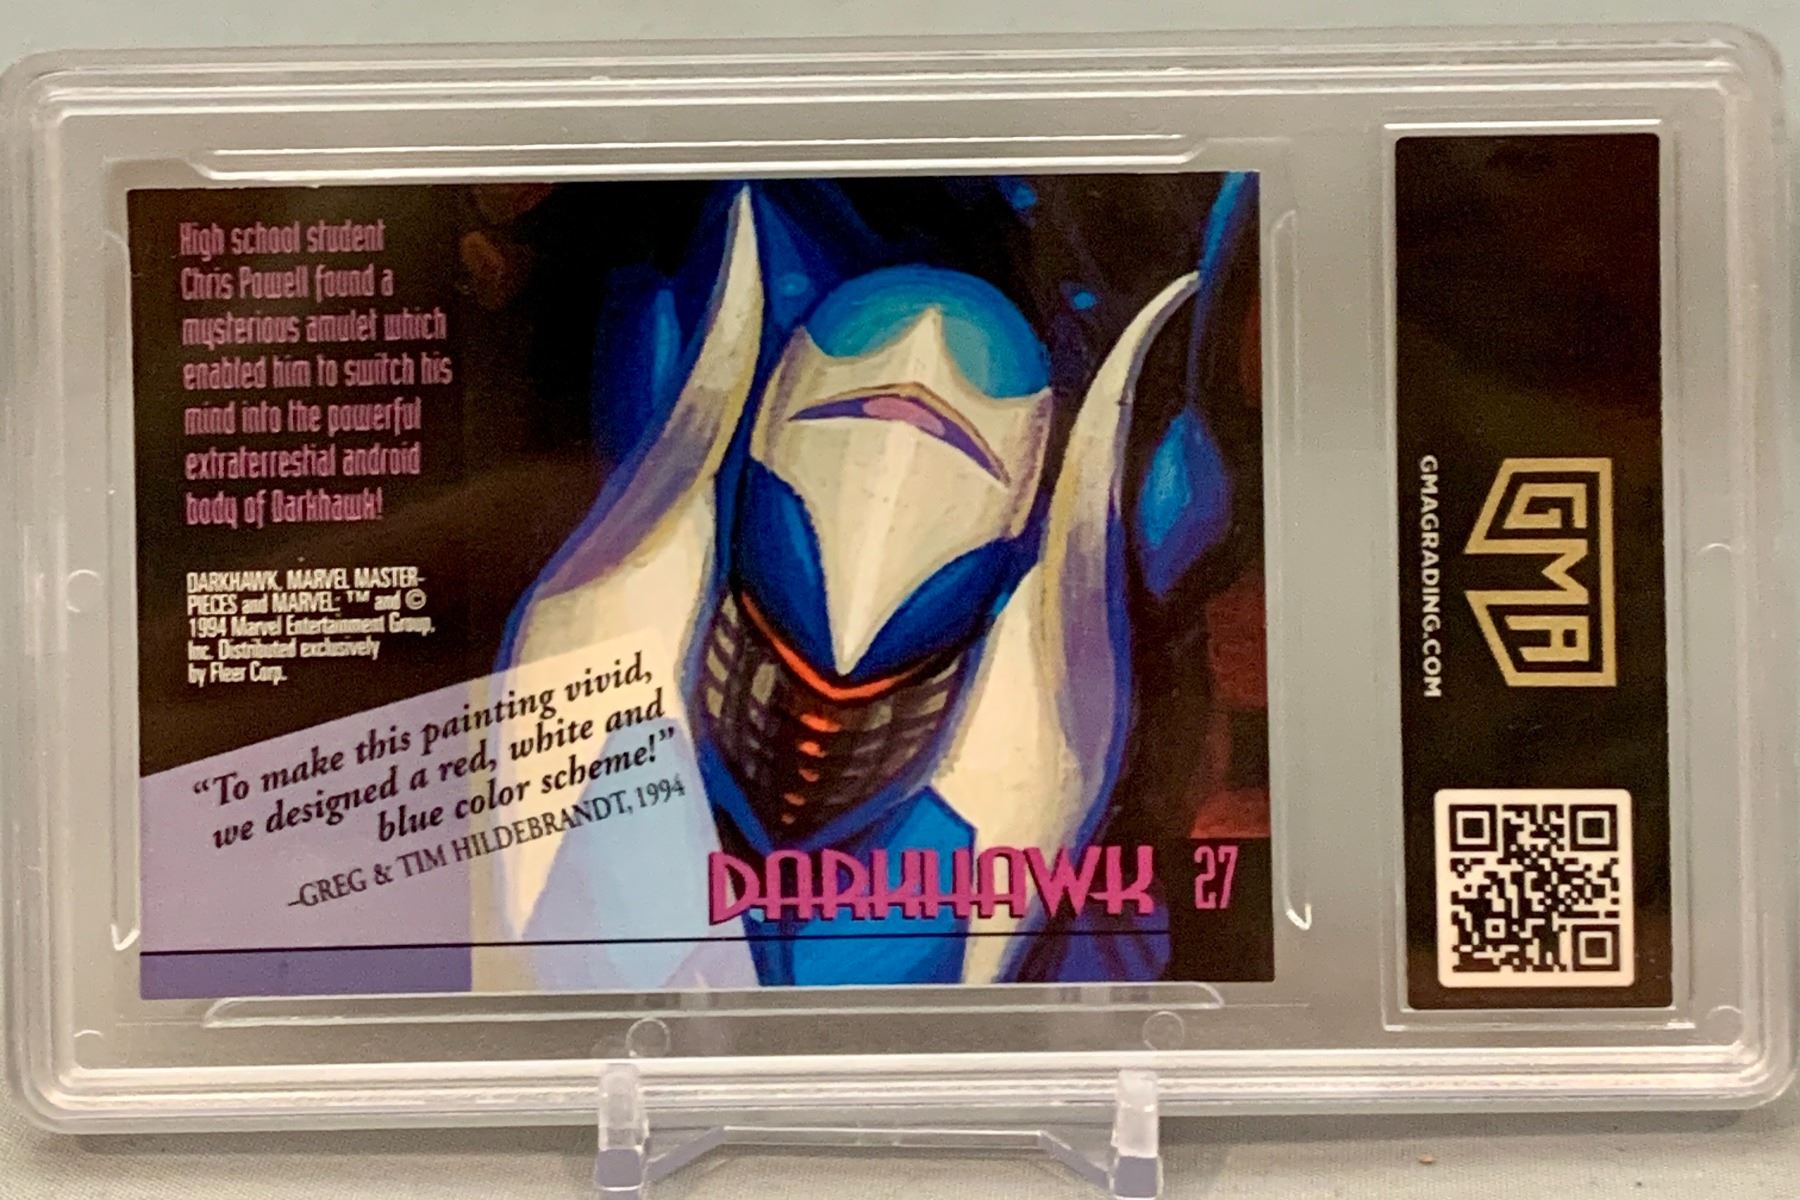 High school student
Chris Powell found a
mysterious amulet which
enabled him to switch his
mind into the powerful
extraterrestial android
body of Darkhawk!
DARKHAWK, MARVEL MASTER-
PIECES and MARVEL: ™ and ©
1994 Marvel Entertainment Group,
Inc. Distributed exclusively
by Fleer Corp.
“To make this painting vivid,
we designed a red, white and
blue color scheme!”
–GREG & TIM HILDEBRANDT, 1994
DARKHAWK 27
GMA
GMAGRADING.COM